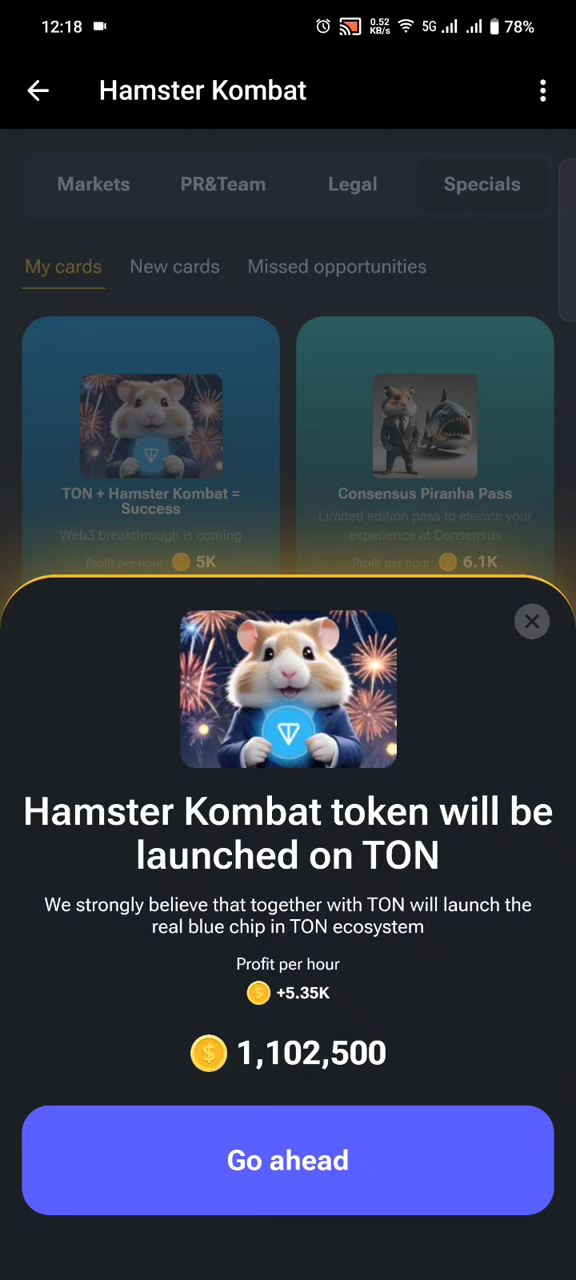 12:18
0.52
KB/s
5G
78%
Hamster Kombat
Markets
PR&Team
Legal
Specials
My cards
New cards
Missed opportunities
TON + Hamster Kombat =
Success
Web3 breakthrough is coming
Profit per hour
5K
Consensus Piranha Pass
Limited edition pass to elevate your
experience at Consensus
Profit per hour
6.1K
Hamster Kombat token will be
launched on TON
We strongly believe that together with TON will launch the
real blue chip in TON ecosystem
Profit per hour
+5.35K
1,102,500
Go ahead